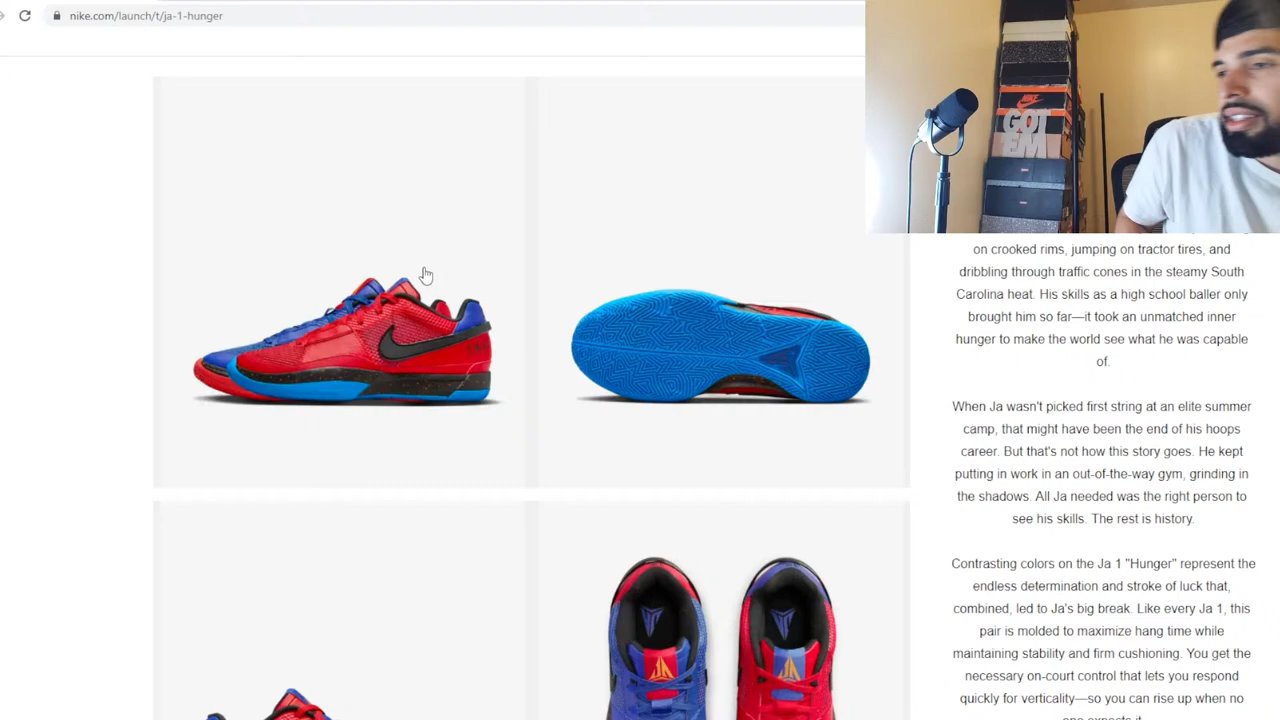 nike.com/launch/t/ja-1-hunger
NIKE
GOT
EM
on crooked rims, jumping on tractor tires, and
dribbling through traffic cones in the steamy South
Carolina heat. His skills as a high school baller only
brought him so far—it took an unmatched inner
hunger to make the world see what he was capable
of.
When Ja wasn't picked first string at an elite summer
camp, that might have been the end of his hoops
career. But that's not how this story goes. He kept
putting in work in an out-of-the-way gym, grinding in
the shadows. All Ja needed was the right person to
see his skills. The rest is history.
Contrasting colors on the Ja 1 "Hunger" represent the
endless determination and stroke of luck that,
combined, led to Ja's big break. Like every Ja 1, this
pair is molded to maximize hang time while
maintaining stability and firm cushioning. You get the
necessary on-court control that lets you respond
quickly for verticality—so you can rise up when no
one expects it.
JA
JA